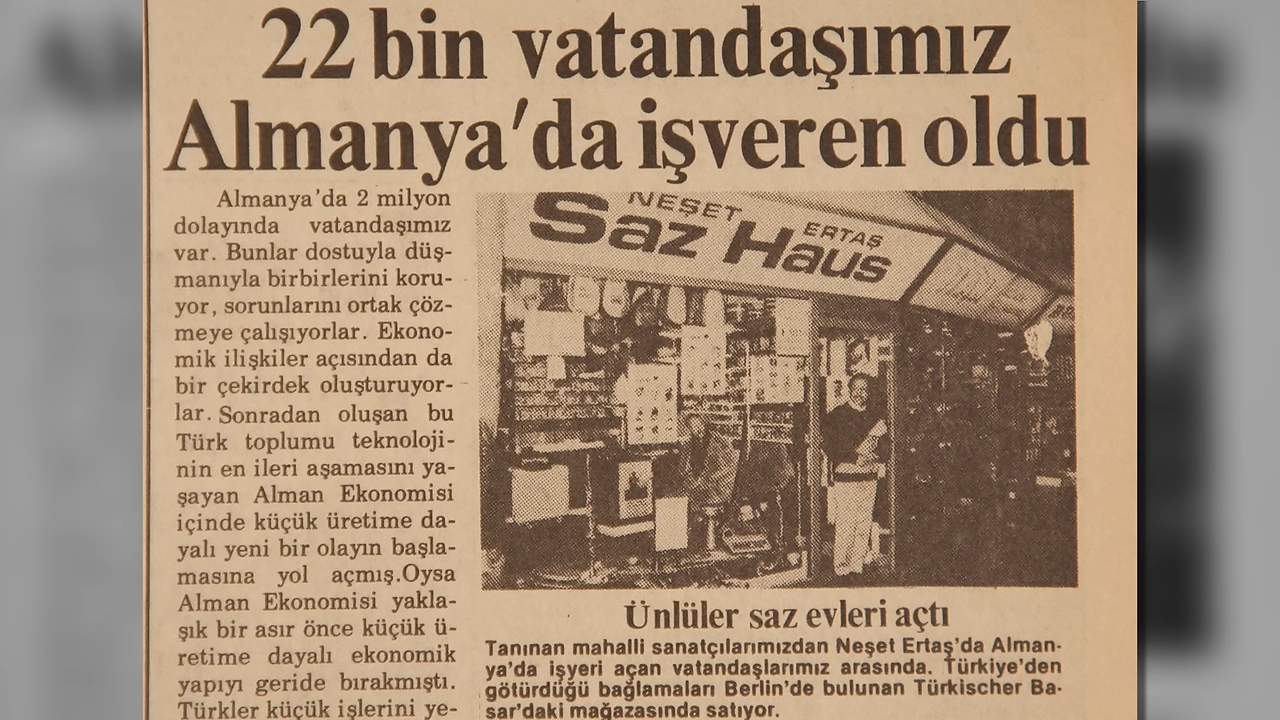 22 bin vatandaşımız
Almanya'da işveren oldu
Almanya'da 2 milyon
dolayında vatandaşımız
var. Bunlar dostuyla düş-
manıyla birbirlerini koru-
yor, sorunlarını ortak çöz-
meye çalışıyorlar. Ekono-
mik ilişkiler açısından da
bir çekirdek oluşturuyor-
lar. Sonradan oluşan bu
Türk toplumu teknoloji-
nin en ileri aşamasını ya-
şayan Alman Ekonomisi
içinde küçük üretime da-
yalı yeni bir olayın başla-
masına yol açmış.Oysa
Alman Ekonomisi yakla-
şık bir asır önce küçük ü-
retime dayalı ekonomik
yapıyı geride bırakmıştı.
Türkler küçük işlerini ye-
NEŞET ERTAŞ
Saz Haus
Ünlüler saz evleri açtı
Tanınan mahalli sanatçılarımızdan Neşet Ertaş'da Alman-
ya'da işyeri açan vatandaşlarımız arasında. Türkiye'den
götürdüğü bağlamaları Berlin'de bulunan Türkischer Ba-
sar'daki mağazasında satıyor.